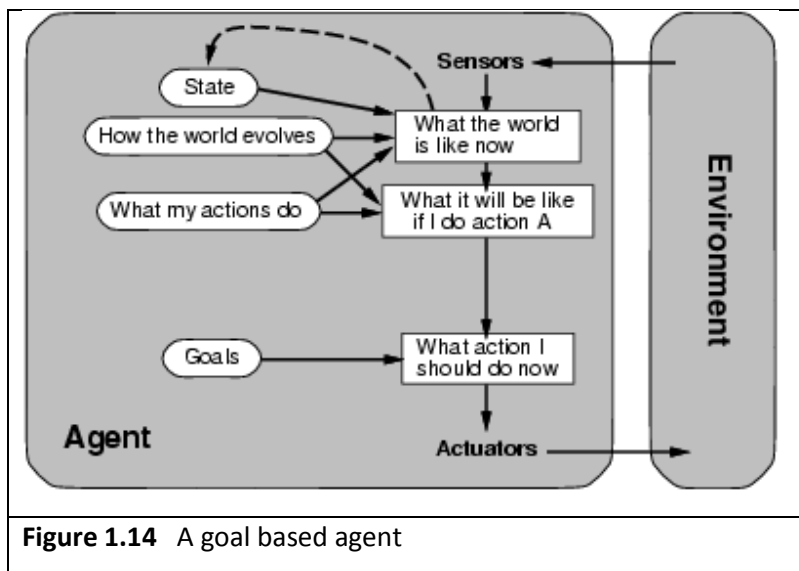 Sensors
State
What the world
is like now
How the world evolves
What my actions do
What it will be like
if I do action A
Goals
What action I
should do now
Agent
Actuators
Environment
Figure 1.14 A goal based agent